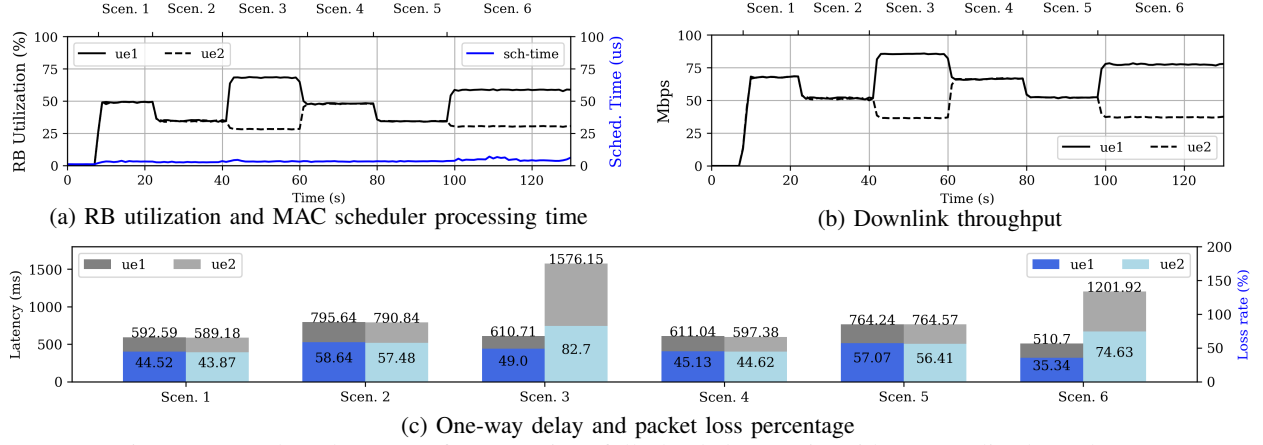 Scen. 1 Scen. 2 Scen. 3 Scen. 4 Scen. 5 Scen. 6
100 75 50 25 0
RB Utilization (%)
ue1 ue2 sch-time
100 75 50 25 0
Sched. Time (us)
0 20 40 60 80 100 120
Time (s)
(a) RB utilization and MAC scheduler processing time
Scen. 1 Scen. 2 Scen. 3 Scen. 4 Scen. 5 Scen. 6
100 75 50 25 0
Mbps
ue1 ue2
0 20 40 60 80 100 120
Time (s)
(b) Downlink throughput
1500 1000 500 0
Latency (ms)
ue1 ue2
ue1 ue2
200 150 100 50 0
Loss rate (%)
592.59 589.18 795.64 790.84 610.71 1576.15 611.04 597.38 764.24 764.57 510.7 1201.92
44.52 43.87 58.64 57.48 49.0 82.7 45.13 44.62 57.07 56.41 35.34 74.63
Scen. 1 Scen. 2 Scen. 3 Scen. 4 Scen. 5 Scen. 6
(c) One-way delay and packet loss percentage